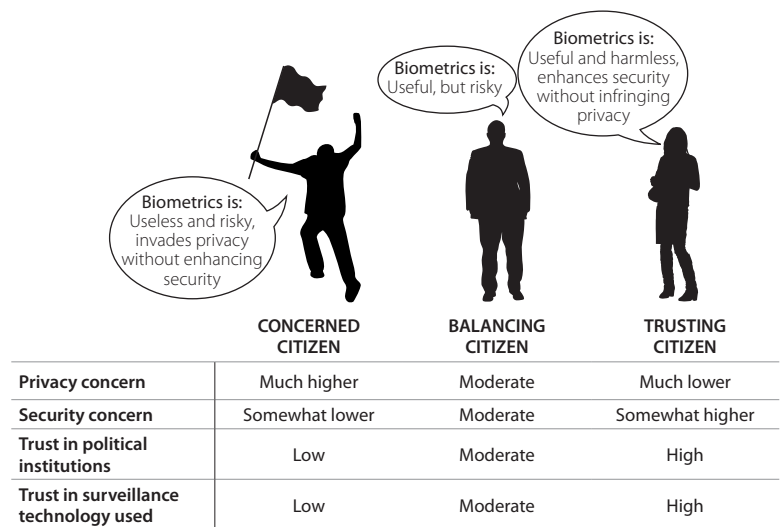 Biometrics is:
Useless and risky,
invades privacy
without enhancing
security
Biometrics is:
Useful, but risky
Biometrics is:
Useful and harmless,
enhances security
without infringing
privacy
CONCERNED CITIZEN
BALANCING CITIZEN
TRUSTING CITIZEN
Privacy concern Much higher Moderate Much lower
Security concern Somewhat lower Moderate Somewhat higher
Trust in political
institutions Low Moderate High
Trust in surveillance
technology used Low Moderate High